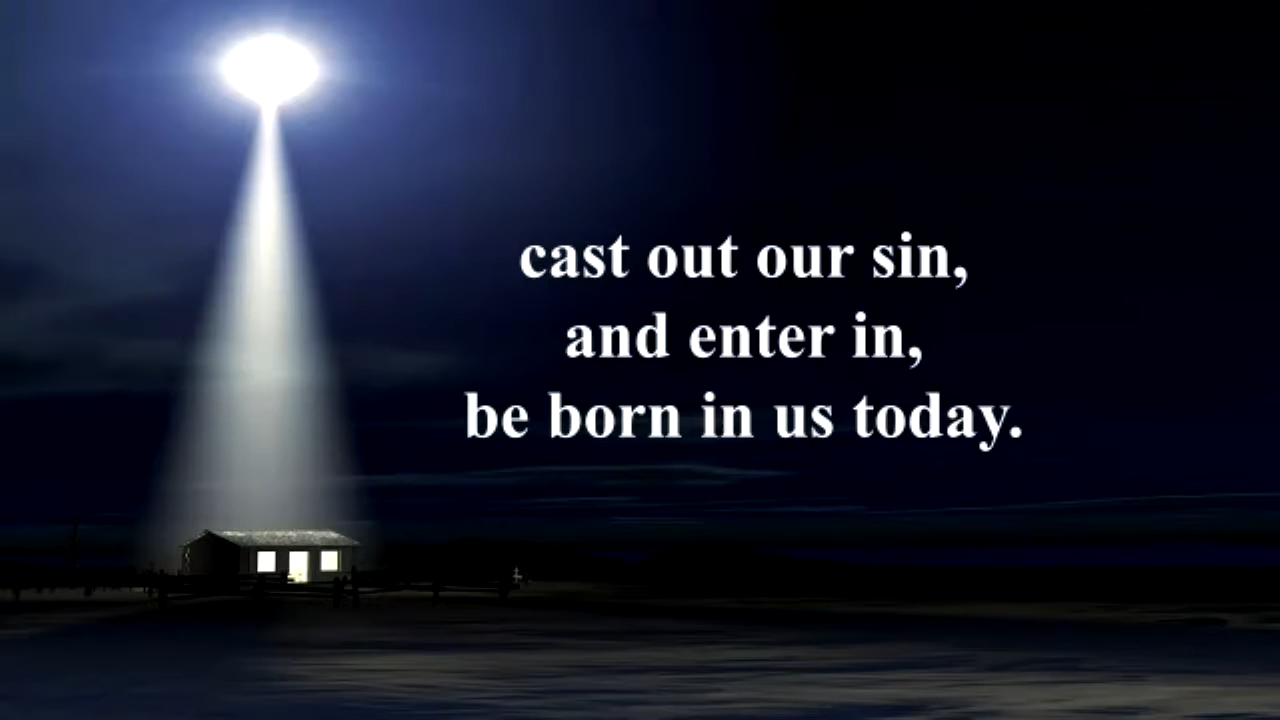 cast out our sin,
and enter in,
be born in us today.